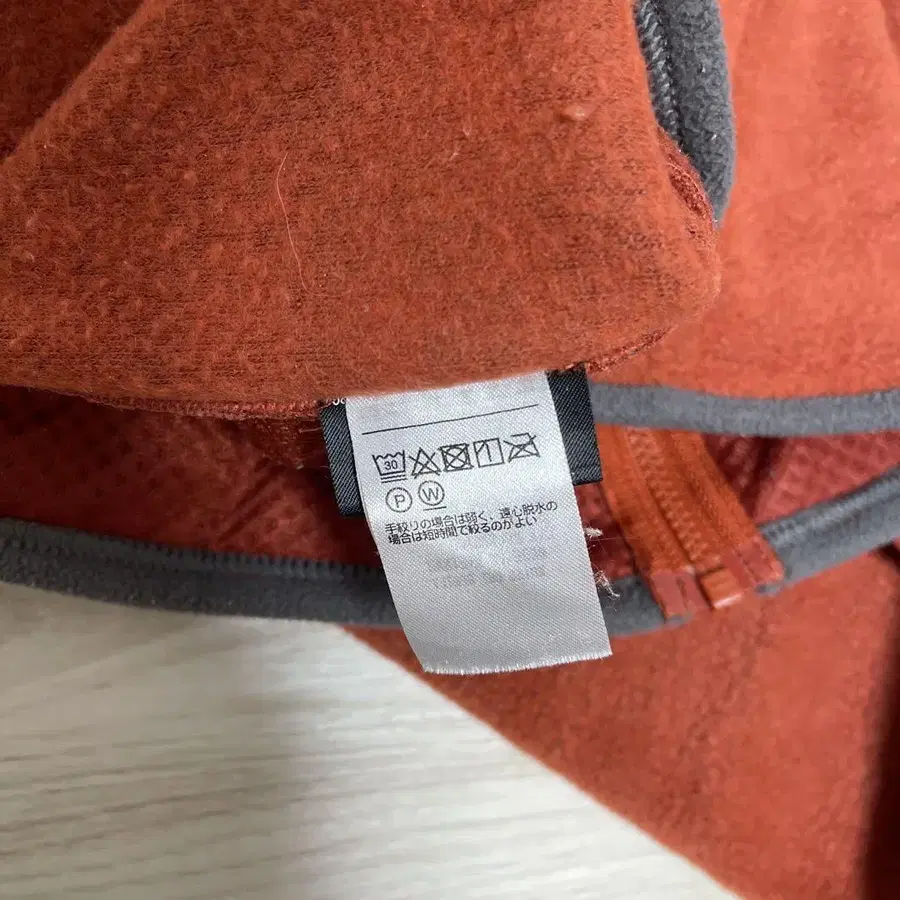 30
P W
手絞りの場合は弱く、遠心脱水の
場合は短時間で絞るのがよい